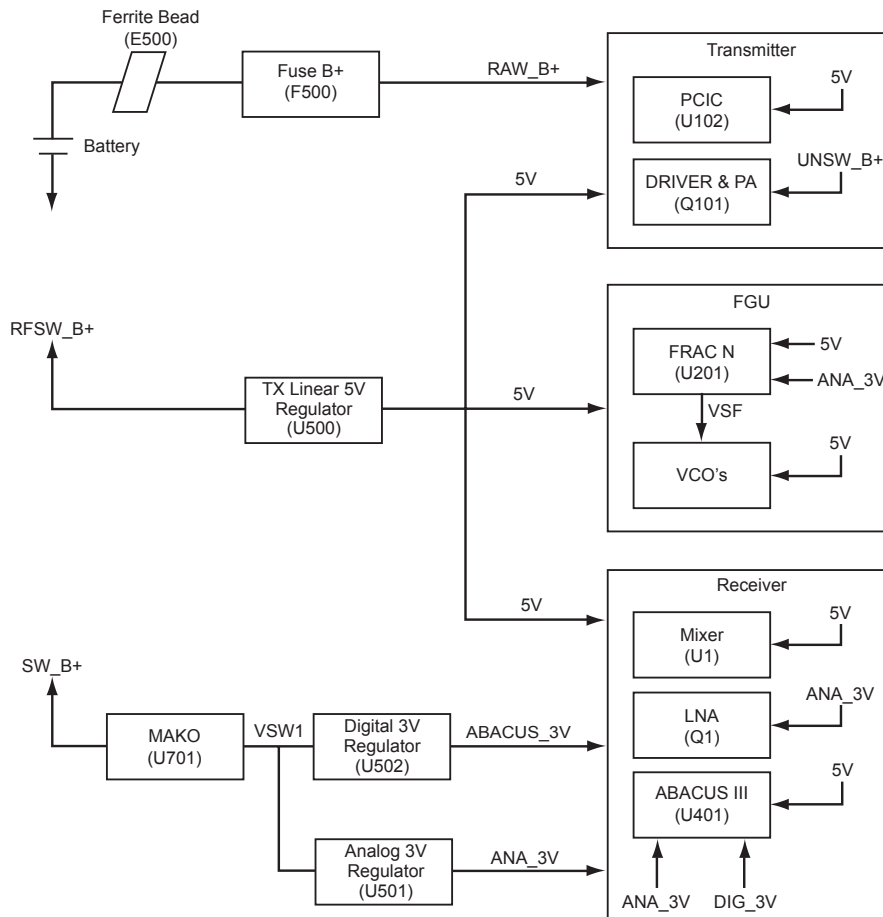 Ferrite Bead
(E500)
Fuse B+
(F500)
RAW_B+
Battery
Transmitter
PCIC
(U102)
5V
DRIVER & PA
(Q101)
UNSW_B+
5V
RFSW_B+
TX Linear 5V
Regulator
(U500)
5V
FGU
FRAC N
(U201)
5V
ANA_3V
VSF
VCO's
5V
5V
Receiver
Mixer
(U1)
5V
LNA
(Q1)
ANA_3V
ABACUS III
(U401)
5V
ANA_3V
DIG_3V
SW_B+
MAKO
(U701)
VSW1
Digital 3V
Regulator
(U502)
ABACUS_3V
Analog 3V
Regulator
(U501)
ANA_3V